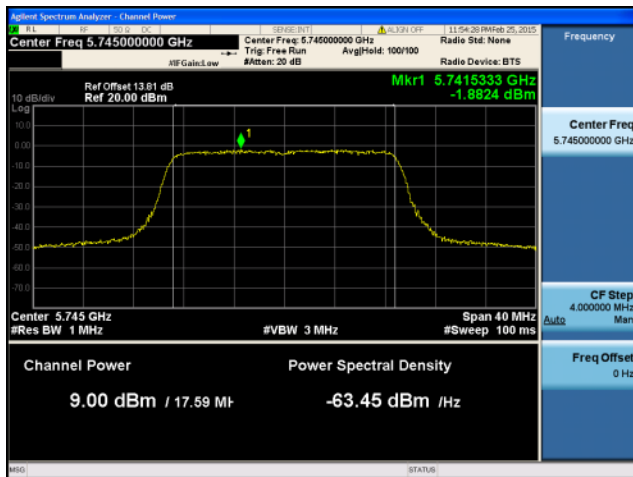 Agilent Spectrum Analyzer - Channel Power
RL RF 50 Ω DC SENSE:INT ALIGN OFF 11:54:28 PM Feb 25, 2015
Center Freq 5.745000000 GHz Center Freq: 5.745000000 GHz Radio Std: None
Trig: Free Run Avg|Hold: 100/100
#IFGain:Low #Atten: 20 dB Radio Device: BTS
Mkr1 5.7415333 GHz
-1.8824 dBm
Ref Offset 13.81 dB
10 dB/div Ref 20.00 dBm
Log
10.0
1
0.00
-10.0
-20.0
-30.0
-40.0
-50.0
-60.0
-70.0
Center 5.745 GHz Span 40 MHz
#Res BW 1 MHz #VBW 3 MHz #Sweep 100 ms
Channel Power Power Spectral Density
9.00 dBm / 17.59 MH -63.45 dBm /Hz
MSG STATUS
Frequency
Center Freq
5.745000000 GHz
CF Step
4.000000 MHz
Auto Man
Freq Offset
0 Hz